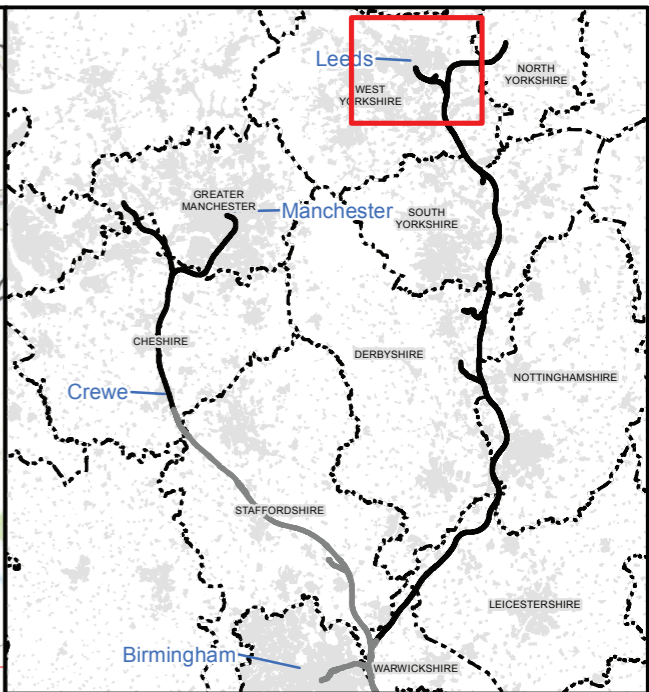 Leeds
NORTH
YORKSHIRE
WEST
YORKSHIRE
GREATER
MANCHESTER
Manchester
SOUTH
YORKSHIRE
CHESHIRE
DERBYSHIRE
NOTTINGHAMSHIRE
Crewe
STAFFORDSHIRE
LEICESTERSHIRE
Birmingham
WARWICKSHIRE